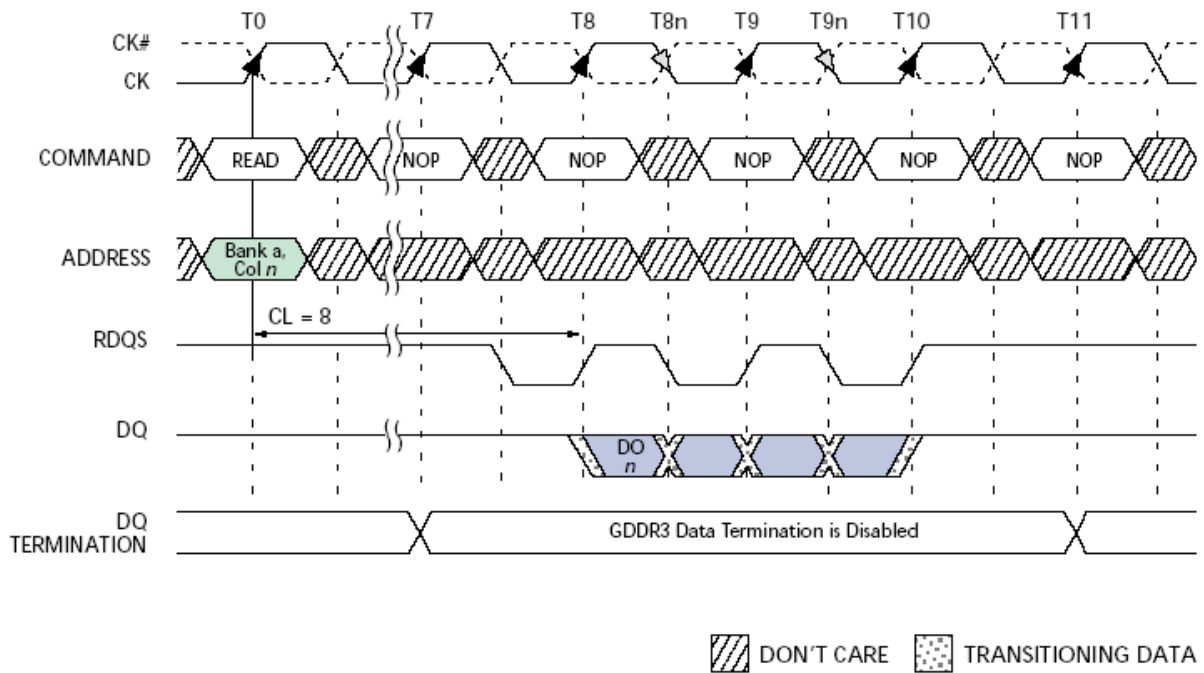 T0 T7 T8 T8n T9 T9n T10 T11
CK#
CK
COMMAND READ NOP NOP NOP NOP NOP
ADDRESS Bank a,
Col n
CL = 8
RDQS
DQ
DO
n
DQ
TERMINATION
GDDR3 Data Termination is Disabled
DON'T CARE TRANSITIONING DATA